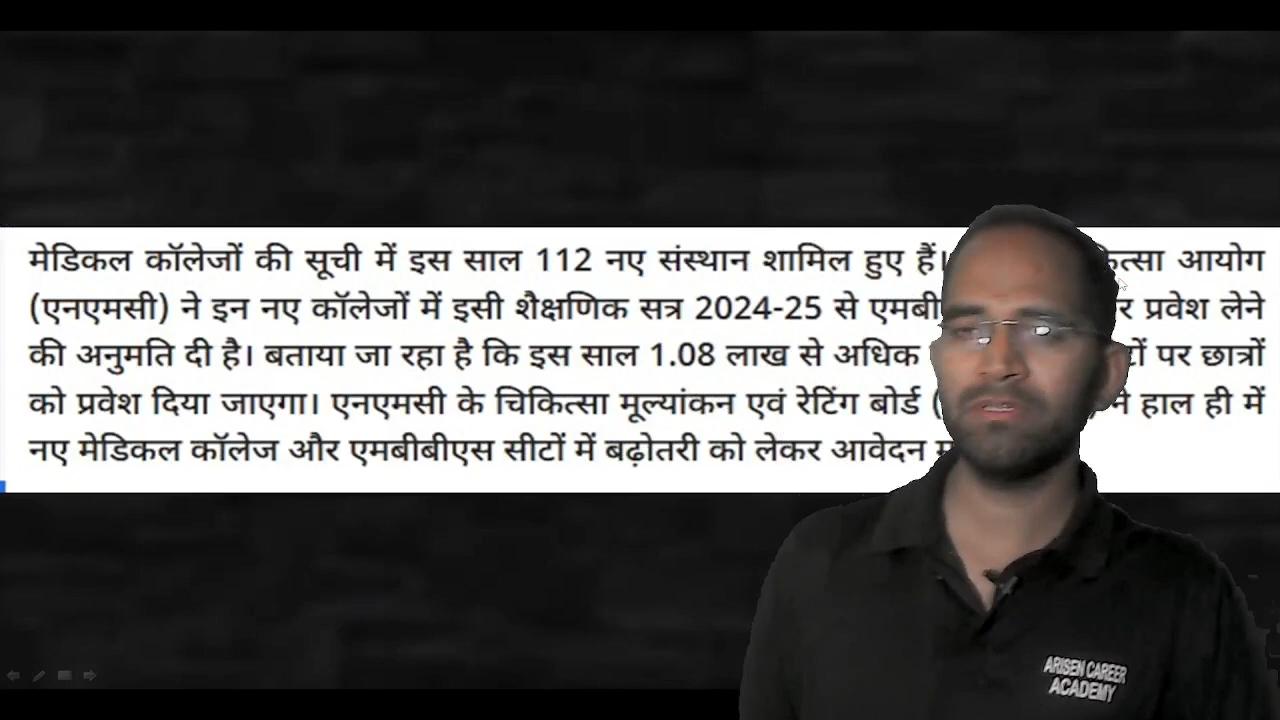 मेडिकल कॉलेजों की सूची में इस साल 112 नए संस्थान शामिल हुए हैं। आयोग
(एनएमसी) ने इन नए कॉलेजों में इसी शैक्षणिक सत्र 2024-25 से प्रवेश लेने
की अनुमति दी है। बताया जा रहा है कि इस साल 1.08 लाख से अधिक पर छात्रों
को प्रवेश दिया जाएगा। एनएमसी के चिकित्सा मूल्यांकन एवं रेटिंग बोर्ड ने हाल ही में
नए मेडिकल कॉलेज और एमबीबीएस सीटों में बढ़ोतरी को लेकर आवेदन
ARISEN CAREER
ACADEMY